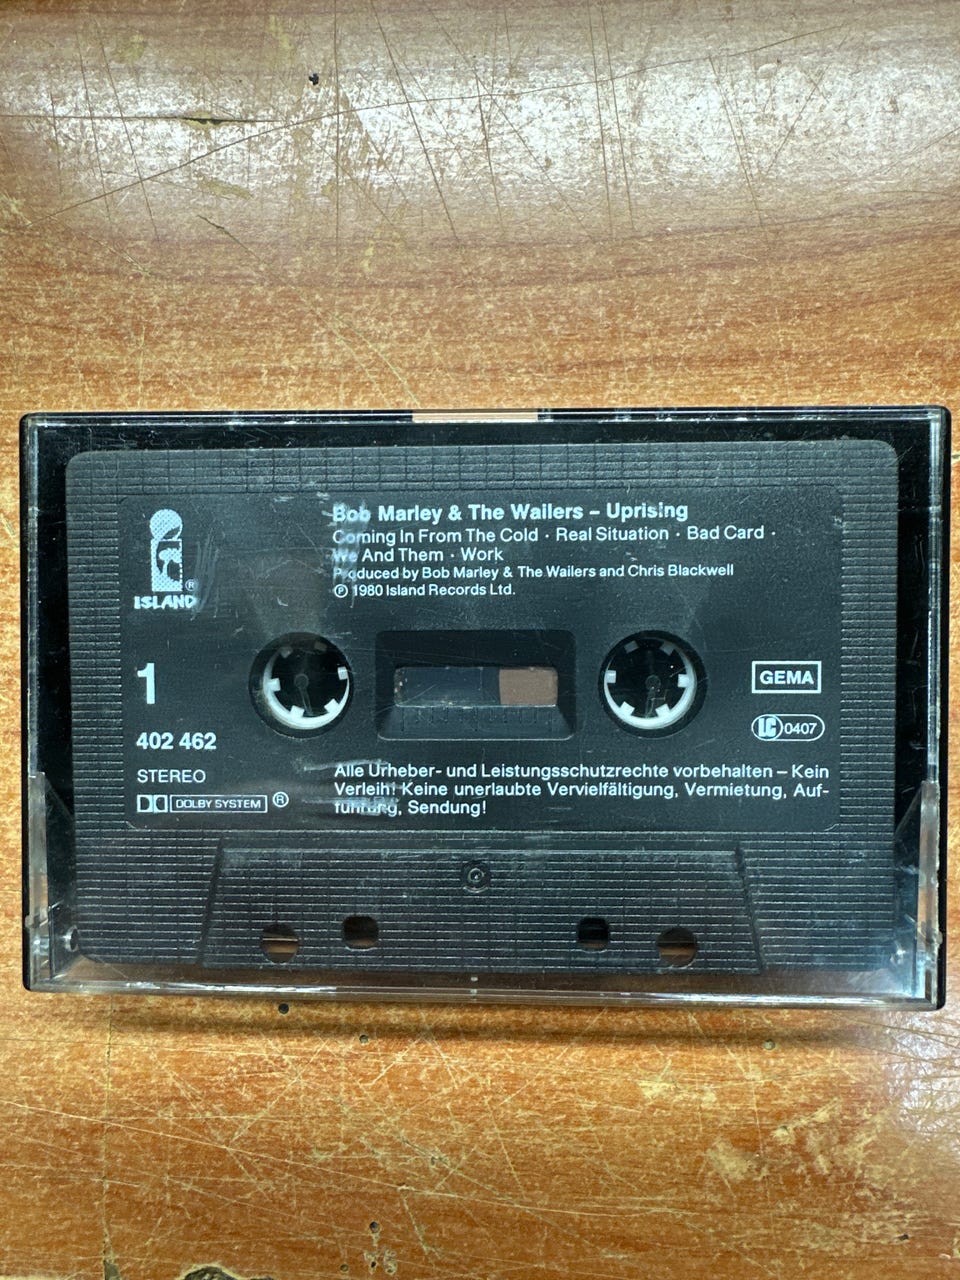 Bob Marley & The Wailers – Uprising
Coming In From The Cold · Real Situation · Bad Card ·
We And Them · Work
Produced by Bob Marley & The Wailers and Chris Blackwell
℗ 1980 Island Records Ltd.
®
ISLAND
1
GEMA
402 462
LC 0407
STEREO
DOLBY SYSTEM ®
Alle Urheber- und Leistungsschutzrechte vorbehalten – Kein
Verleih! Keine unerlaubte Vervielfältigung, Vermietung, Auf-
führung, Sendung!